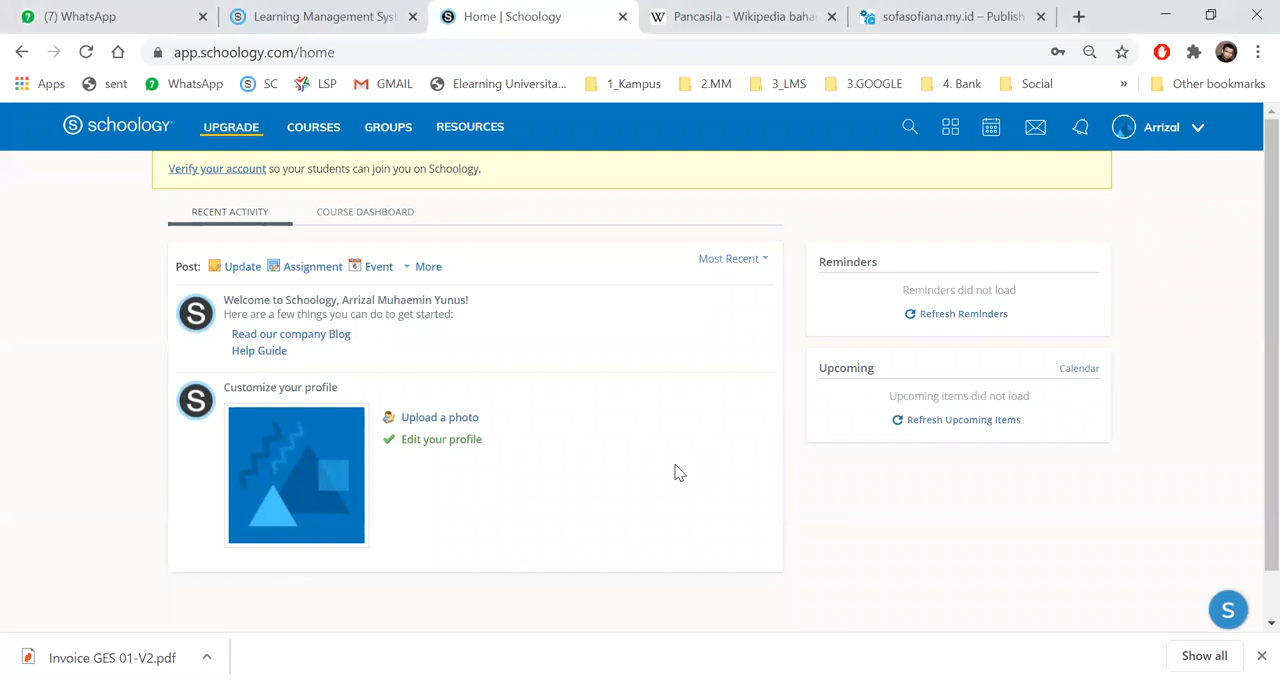 (7) WhatsApp
Learning Management Syst
Home | Schoology
Pancasila - Wikipedia baha
sofasofiana.my.id – Publish
app.schoology.com/home
Apps
sent
WhatsApp
SC
LSP
GMAIL
Elearning Universita...
1_Kampus
2.MM
3_LMS
3.GOOGLE
4. Bank
Social
»
Other bookmarks
schoology
UPGRADE
COURSES
GROUPS
RESOURCES
Arrizal
Verify your account so your students can join you on Schoology.
RECENT ACTIVITY
COURSE DASHBOARD
Post: Update Assignment Event More
Most Recent
Welcome to Schoology, Arrizal Muhaemin Yunus!
Here are a few things you can do to get started:
Read our company Blog
Help Guide
Customize your profile
Upload a photo
Edit your profile
Reminders
Reminders did not load
Refresh Reminders
Upcoming
Calendar
Upcoming items did not load
Refresh Upcoming Items
Invoice GES 01-V2.pdf
Show all